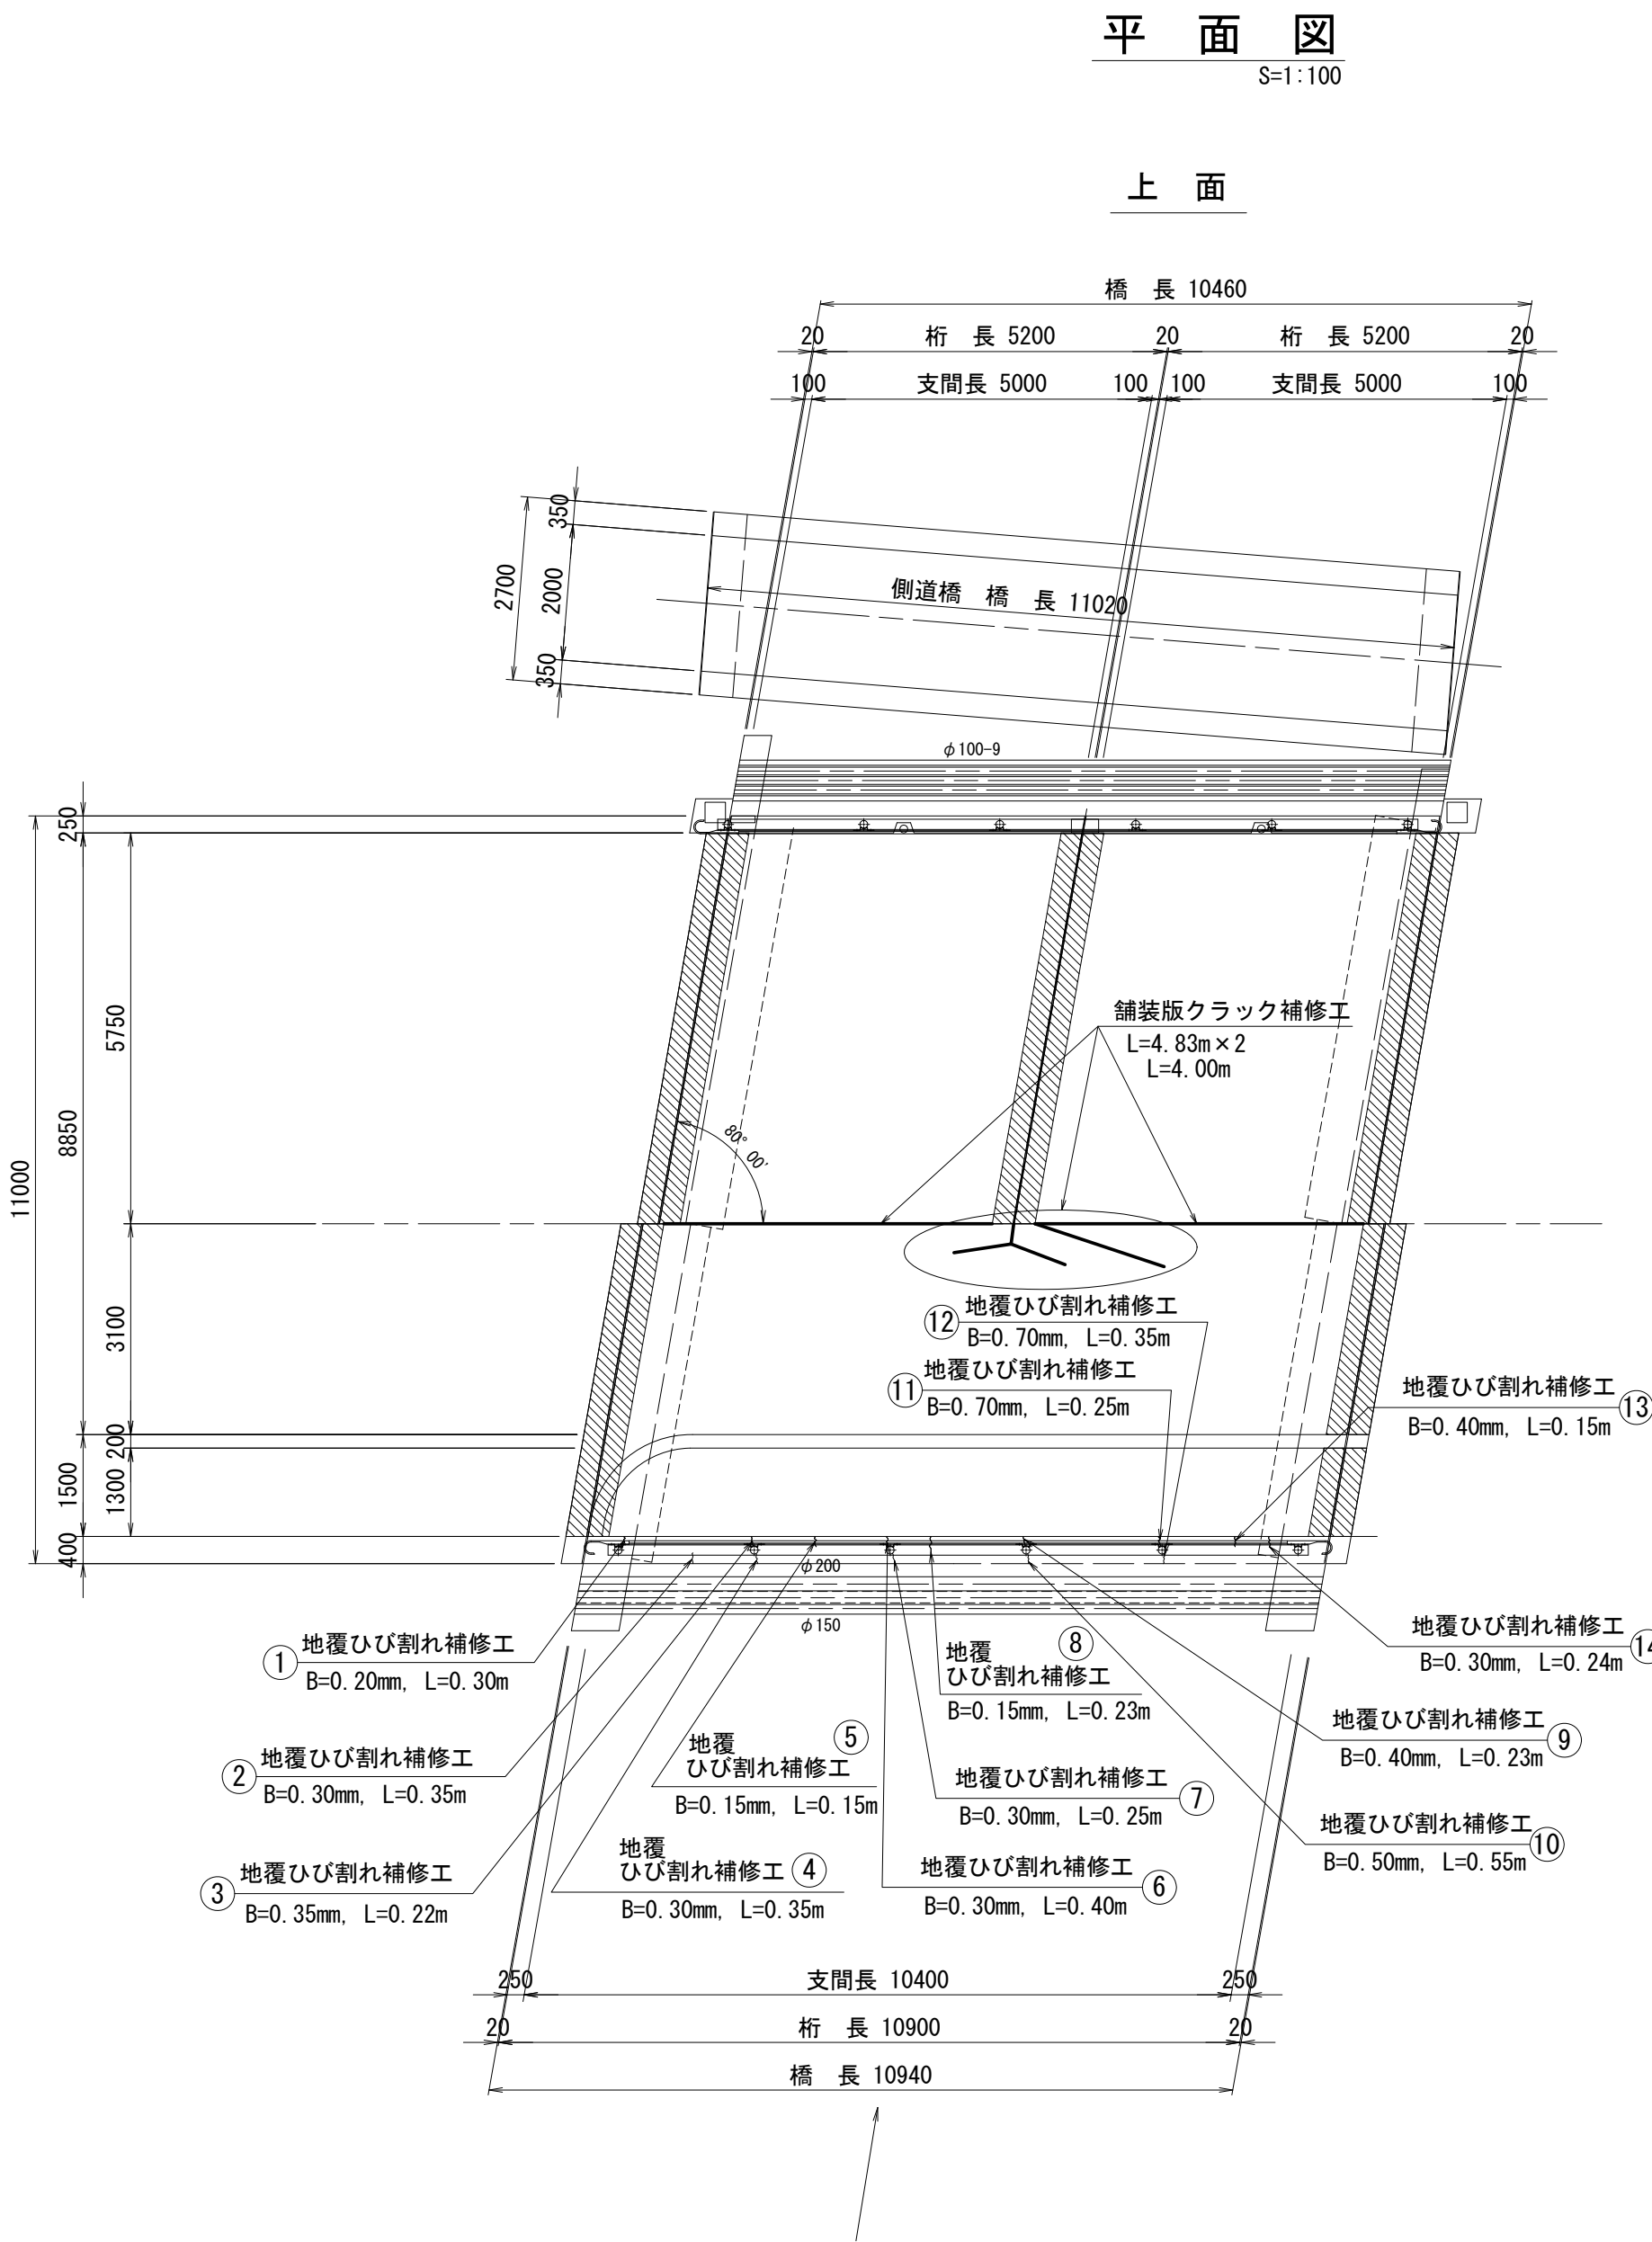 平 面 図
S=1:100
上 面
橋 長 10460
20 桁 長 5200 20 桁 長 5200 20
100 支間長 5000 100 100 支間長 5000 100
350
2000
2700
350
側道橋 橋 長 11020
φ100-9
250
5750
8850
11000
80° 00′
舗装版クラック補修工
L=4.83m×2
L=4.00m
3100
200
1300
1500
400
⑫ 地覆ひび割れ補修工
B=0.70mm, L=0.35m
⑪ 地覆ひび割れ補修工
B=0.70mm, L=0.25m
地覆ひび割れ補修工 ⑬
B=0.40mm, L=0.15m
φ200
φ150
① 地覆ひび割れ補修工
B=0.20mm, L=0.30m
地覆 ⑧
ひび割れ補修工
B=0.15mm, L=0.23m
地覆ひび割れ補修工 ⑭
B=0.30mm, L=0.24m
② 地覆ひび割れ補修工
B=0.30mm, L=0.35m
地覆 ⑤
ひび割れ補修工
B=0.15mm, L=0.15m
地覆ひび割れ補修工 ⑨
B=0.40mm, L=0.23m
地覆ひび割れ補修工 ⑦
B=0.30mm, L=0.25m
③ 地覆ひび割れ補修工
B=0.35mm, L=0.22m
地覆
ひび割れ補修工 ④
B=0.30mm, L=0.35m
地覆ひび割れ補修工 ⑥
B=0.30mm, L=0.40m
地覆ひび割れ補修工 ⑩
B=0.50mm, L=0.55m
250 支間長 10400 250
20 桁 長 10900 20
橋 長 10940